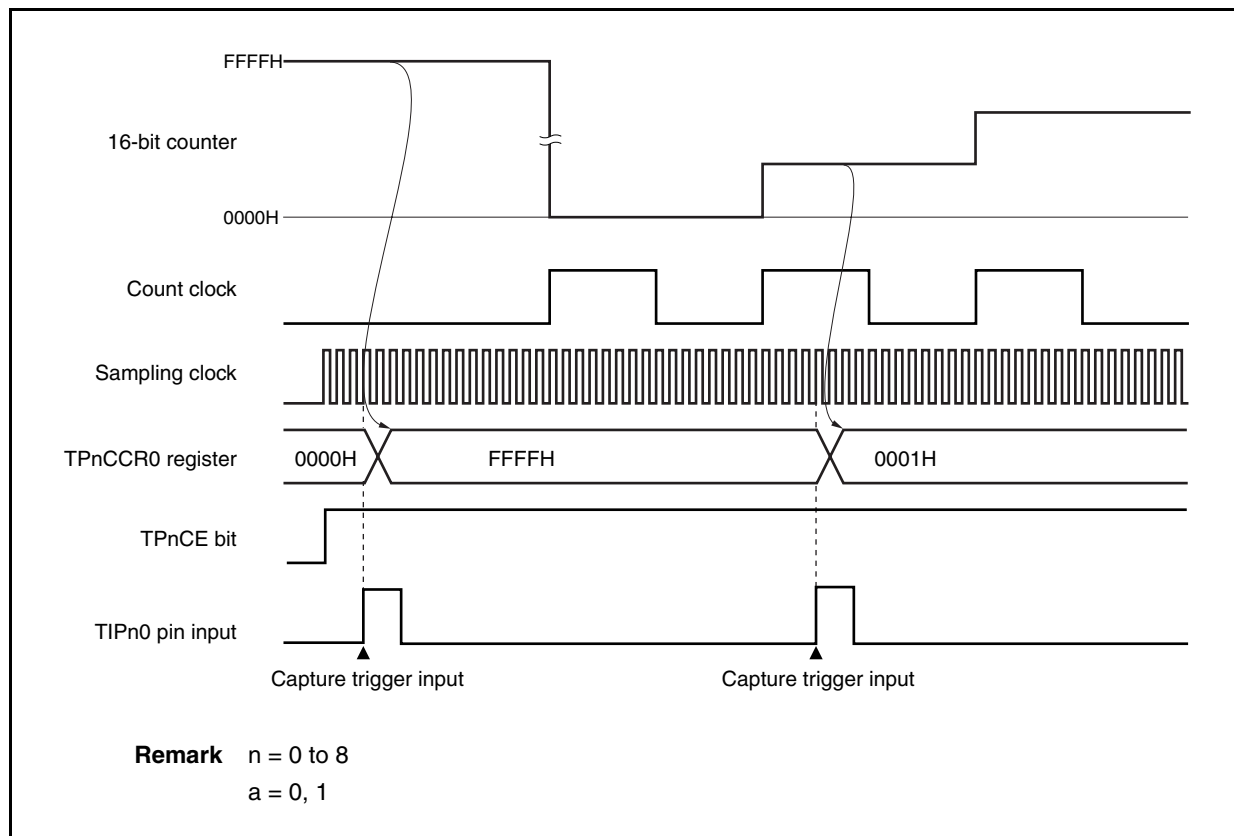 FFFFH
16-bit counter
0000H
Count clock
Sampling clock
TPnCCR0 register 0000H FFFFH 0001H
TPnCE bit
TIPn0 pin input
Capture trigger input Capture trigger input
Remark n = 0 to 8
a = 0, 1